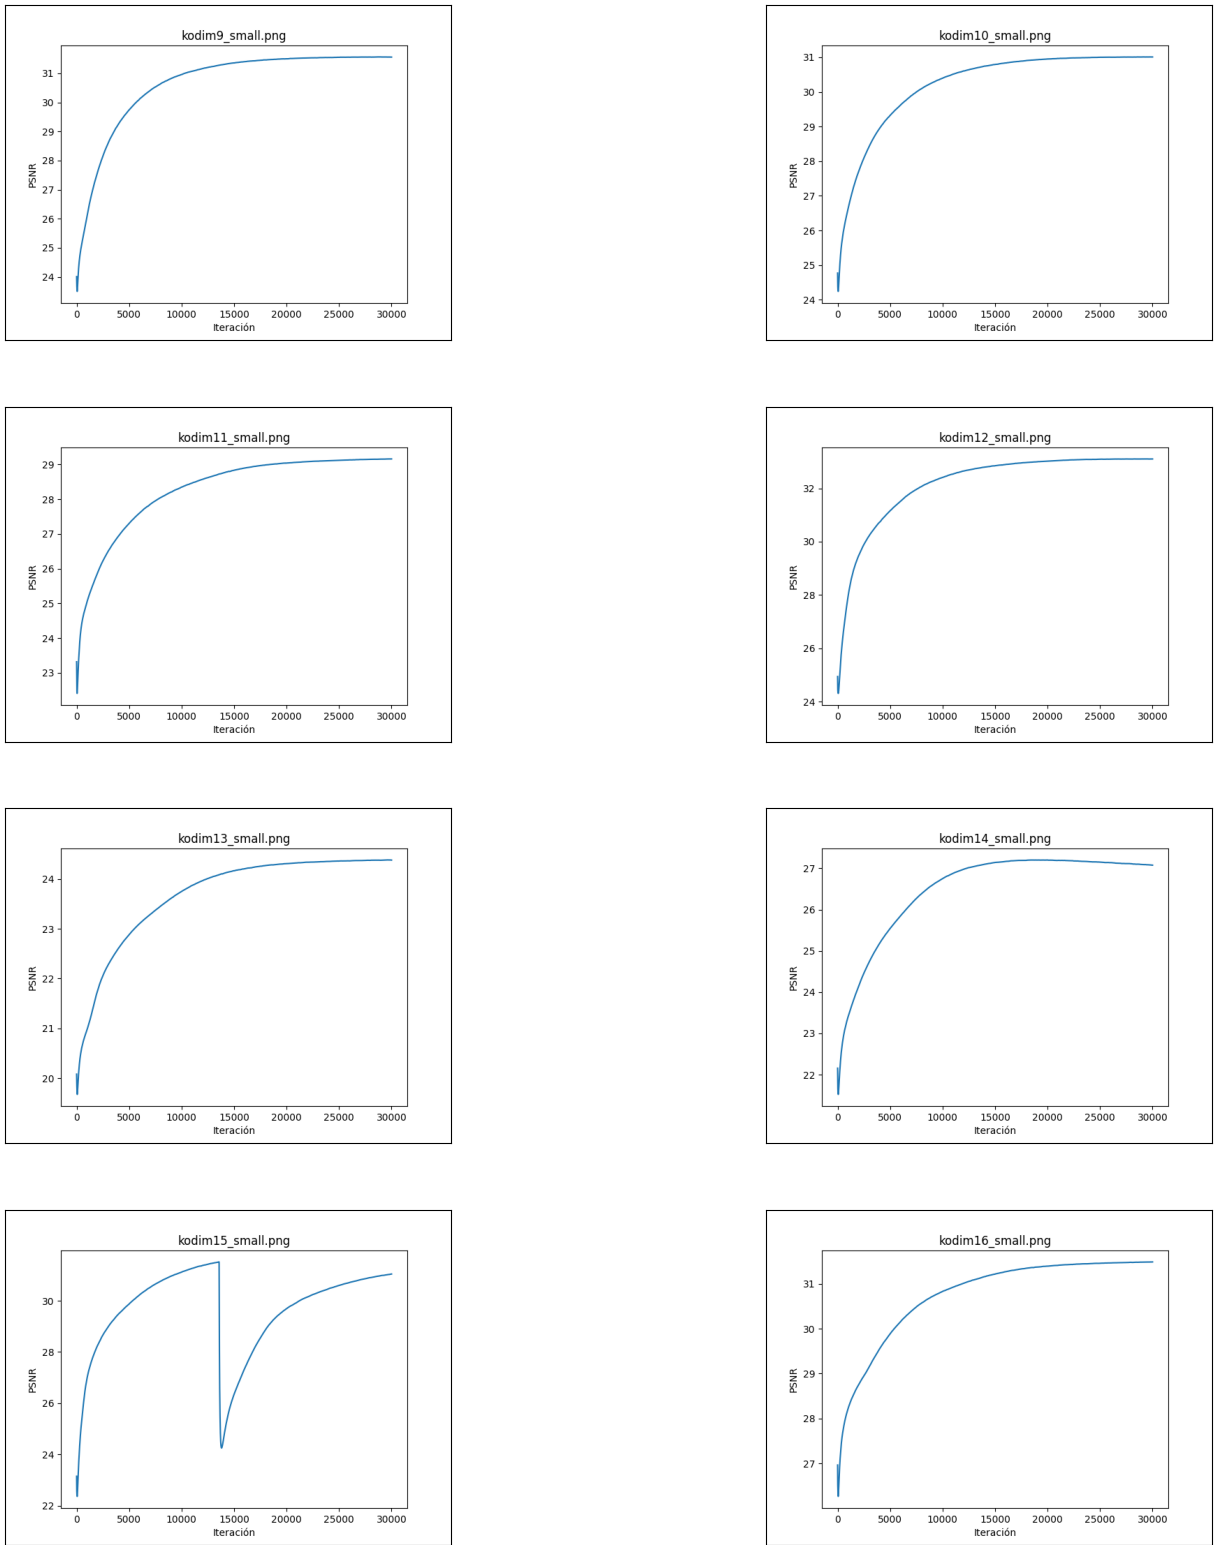 kodim9_small.png
31
30
29
28
27
26
25
24
PSNR
0 5000 10000 15000 20000 25000 30000
Iteración
kodim10_small.png
31
30
29
28
27
26
25
24
PSNR
0 5000 10000 15000 20000 25000 30000
Iteración
kodim11_small.png
29
28
27
26
25
24
23
PSNR
0 5000 10000 15000 20000 25000 30000
Iteración
kodim12_small.png
32
30
28
26
24
PSNR
0 5000 10000 15000 20000 25000 30000
Iteración
kodim13_small.png
24
23
22
21
20
PSNR
0 5000 10000 15000 20000 25000 30000
Iteración
kodim14_small.png
27
26
25
24
23
22
PSNR
0 5000 10000 15000 20000 25000 30000
Iteración
kodim15_small.png
30
28
26
24
22
PSNR
0 5000 10000 15000 20000 25000 30000
Iteración
kodim16_small.png
31
30
29
28
27
PSNR
0 5000 10000 15000 20000 25000 30000
Iteración